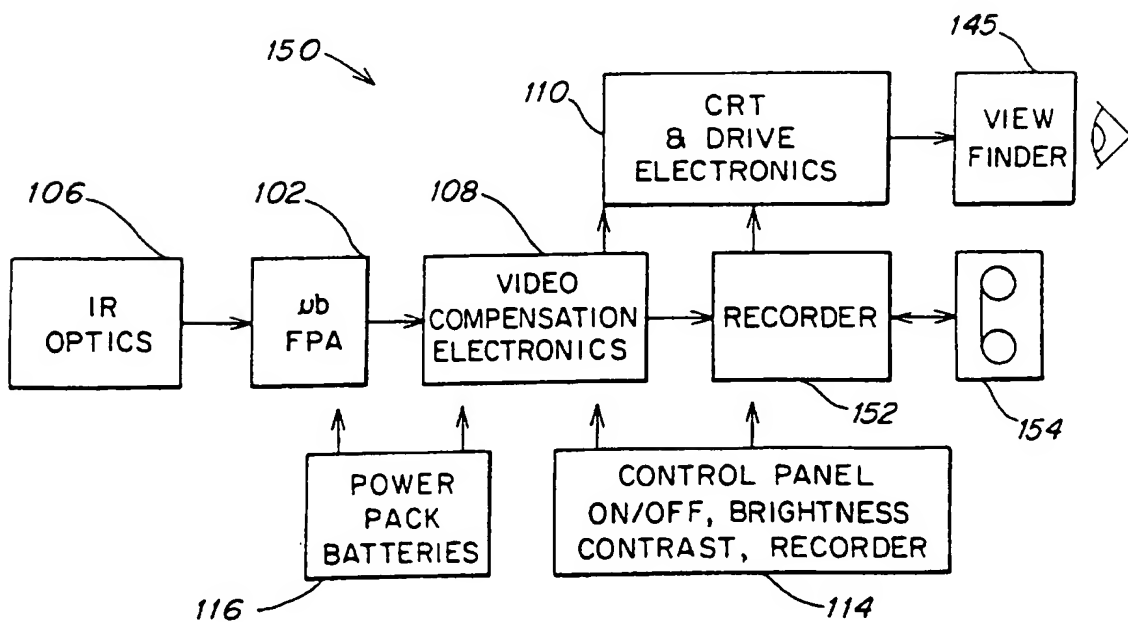 150
145
110
CRT
& DRIVE
ELECTRONICS
VIEW
FINDER
106
102
108
IR
OPTICS
µb
FPA
VIDEO
COMPENSATION
ELECTRONICS
RECORDER
152
154
POWER
PACK
BATTERIES
CONTROL PANEL
ON/OFF, BRIGHTNESS
CONTRAST, RECORDER
116
114